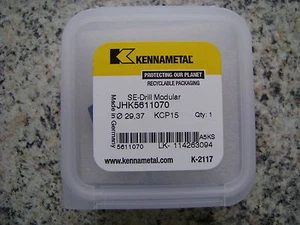 KENNAMETAL
PROTECTING OUR PLANET
RECYCLABLE PACKAGING
SE-Drill Modular
JHK5611070
Ø 29,37 KCP15 Qty: 1
Made in Germany
A5KS
5611070 LK- 114263094
www.kennametal.com K-2117